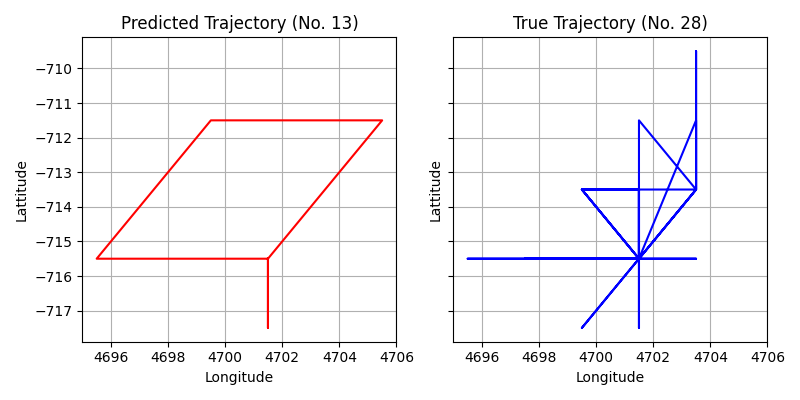 Predicted Trajectory (No. 13)
True Trajectory (No. 28)
−710
−711
−712
−713
−714
−715
−716
−717
Lattitude
Lattitude
4696 4698 4700 4702 4704 4706
4696 4698 4700 4702 4704 4706
Longitude
Longitude